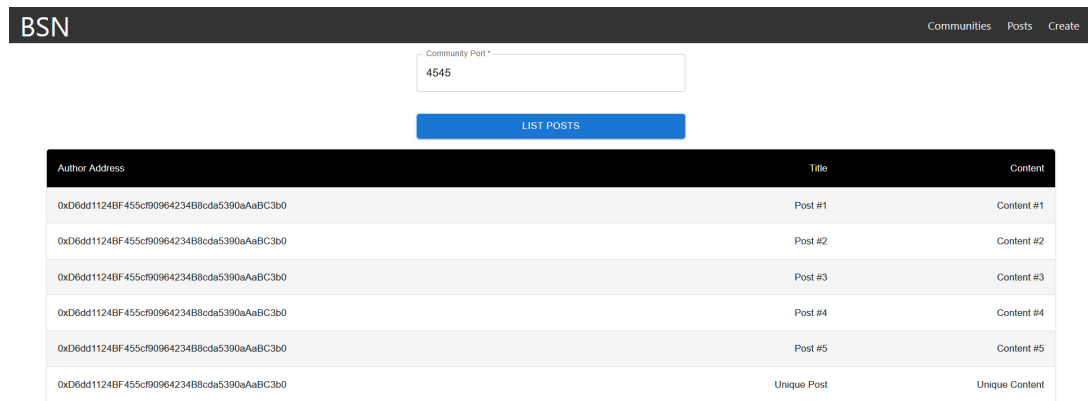 BSN
Communities Posts Create
Community Port *
4545
LIST POSTS
Author Address Title Content
0xD6dd1124BF455cf90964234B8cda5390aAaBC3b0 Post #1 Content #1
0xD6dd1124BF455cf90964234B8cda5390aAaBC3b0 Post #2 Content #2
0xD6dd1124BF455cf90964234B8cda5390aAaBC3b0 Post #3 Content #3
0xD6dd1124BF455cf90964234B8cda5390aAaBC3b0 Post #4 Content #4
0xD6dd1124BF455cf90964234B8cda5390aAaBC3b0 Post #5 Content #5
0xD6dd1124BF455cf90964234B8cda5390aAaBC3b0 Unique Post Unique Content